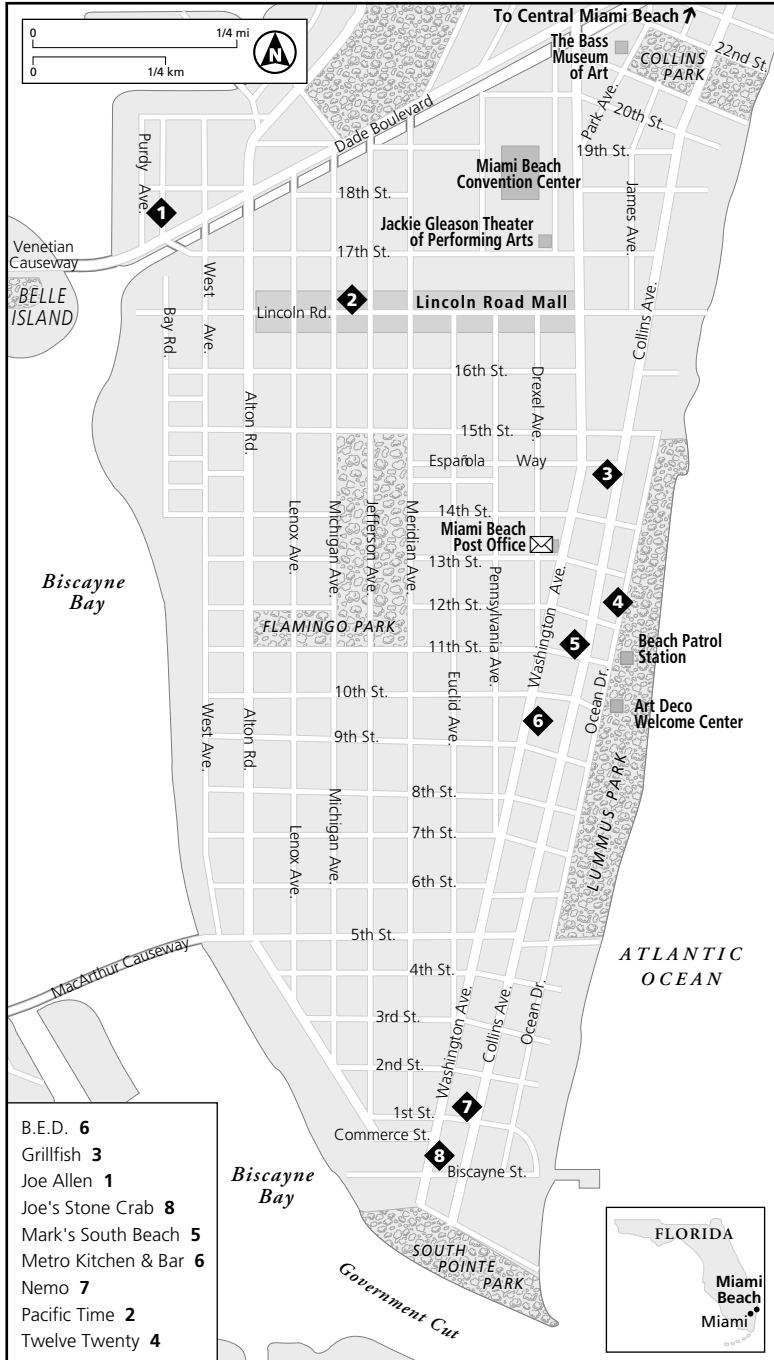 To Central Miami Beach
0 1/4 mi
0 1/4 km
N
The Bass
Museum
of Art
COLLINS
PARK
22nd St.
Park Ave.
20th St.
Dade Boulevard
19th St.
Purdy Ave.
Miami Beach
Convention Center
James Ave.
18th St.
1
Jackie Gleason Theater
of Performing Arts
Venetian
Causeway
17th St.
BELLE
ISLAND
West Ave.
2
Lincoln Road Mall
Lincoln Rd.
Bay Rd.
Collins Ave.
16th St.
Drexel Ave.
Alton Rd.
15th St.
Española Way
3
Lenox Ave.
Michigan Ave.
Jefferson Ave.
Meridian Ave.
14th St.
Miami Beach
Post Office
13th St.
Biscayne
Bay
Pennsylvania Ave.
Washington Ave.
12th St.
4
FLAMINGO PARK
11th St.
5
Beach Patrol
Station
Euclid Ave.
10th St.
Ocean Dr.
Art Deco
Welcome Center
West Ave.
Alton Rd.
6
9th St.
8th St.
Michigan Ave.
LUMMUS PARK
Lenox Ave.
7th St.
6th St.
5th St.
MacArthur Causeway
ATLANTIC
OCEAN
4th St.
Washington Ave.
Collins Ave.
Ocean Dr.
3rd St.
2nd St.
7
1st St.
Commerce St.
8
Biscayne St.
Biscayne
Bay
SOUTH
POINTE
PARK
Government Cut
B.E.D. 6
Grillfish 3
Joe Allen 1
Joe's Stone Crab 8
Mark's South Beach 5
Metro Kitchen & Bar 6
Nemo 7
Pacific Time 2
Twelve Twenty 4
FLORIDA
Miami
Beach
Miami